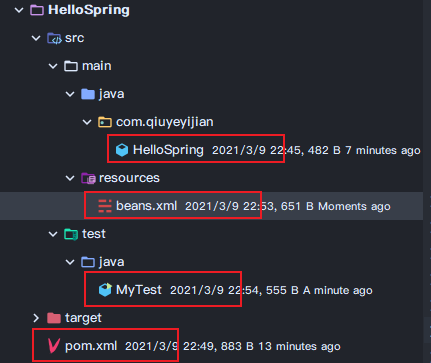 HelloSpring
src
main
java
com.qiuyeyijian
HelloSpring 2021/3/9 22:45, 482 B 7 minutes ago
resources
beans.xml 2021/3/9 22:53, 651 B Moments ago
test
java
MyTest 2021/3/9 22:54, 555 B A minute ago
target
pom.xml 2021/3/9 22:49, 883 B 13 minutes ago